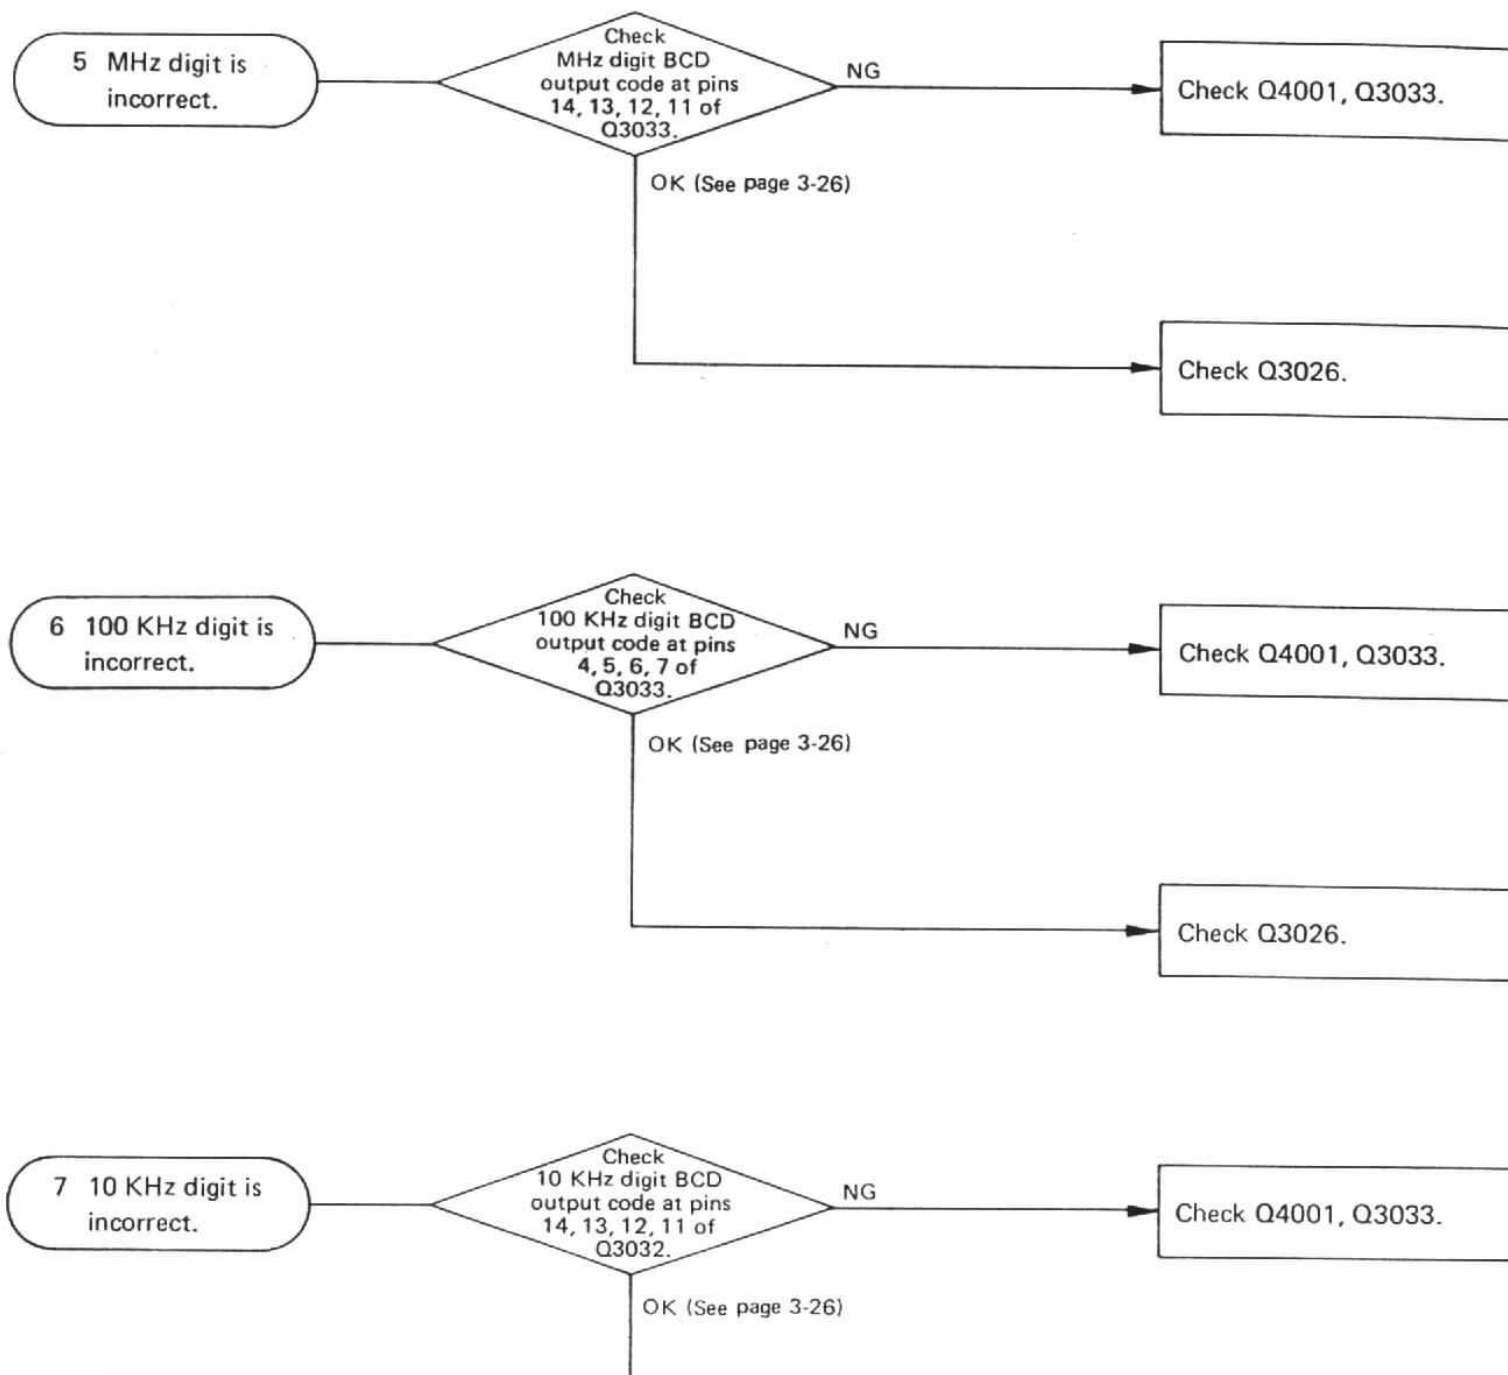 5 MHz digit is
incorrect.
Check
MHz digit BCD
output code at pins
14, 13, 12, 11 of
Q3033.
NG
Check Q4001, Q3033.
OK (See page 3-26)
Check Q3026.
6 100 KHz digit is
incorrect.
Check
100 KHz digit BCD
output code at pins
4, 5, 6, 7 of
Q3033.
NG
Check Q4001, Q3033.
OK (See page 3-26)
Check Q3026.
7 10 KHz digit is
incorrect.
Check
10 KHz digit BCD
output code at pins
14, 13, 12, 11 of
Q3032.
NG
Check Q4001, Q3033.
OK (See page 3-26)